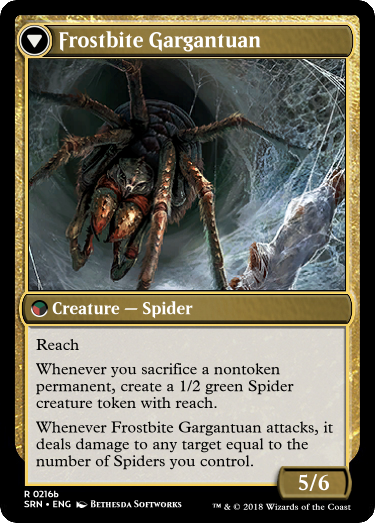 Frostbite Gargantuan
Creature — Spider
Reach
Whenever you sacrifice a nontoken
permanent, create a 1/2 green Spider
creature token with reach.
Whenever Frostbite Gargantuan attacks, it
deals damage to any target equal to the
number of Spiders you control.
5/6
R 0216b
SRN • ENG Bethesda Softworks
™ & © 2018 Wizards of the Coast